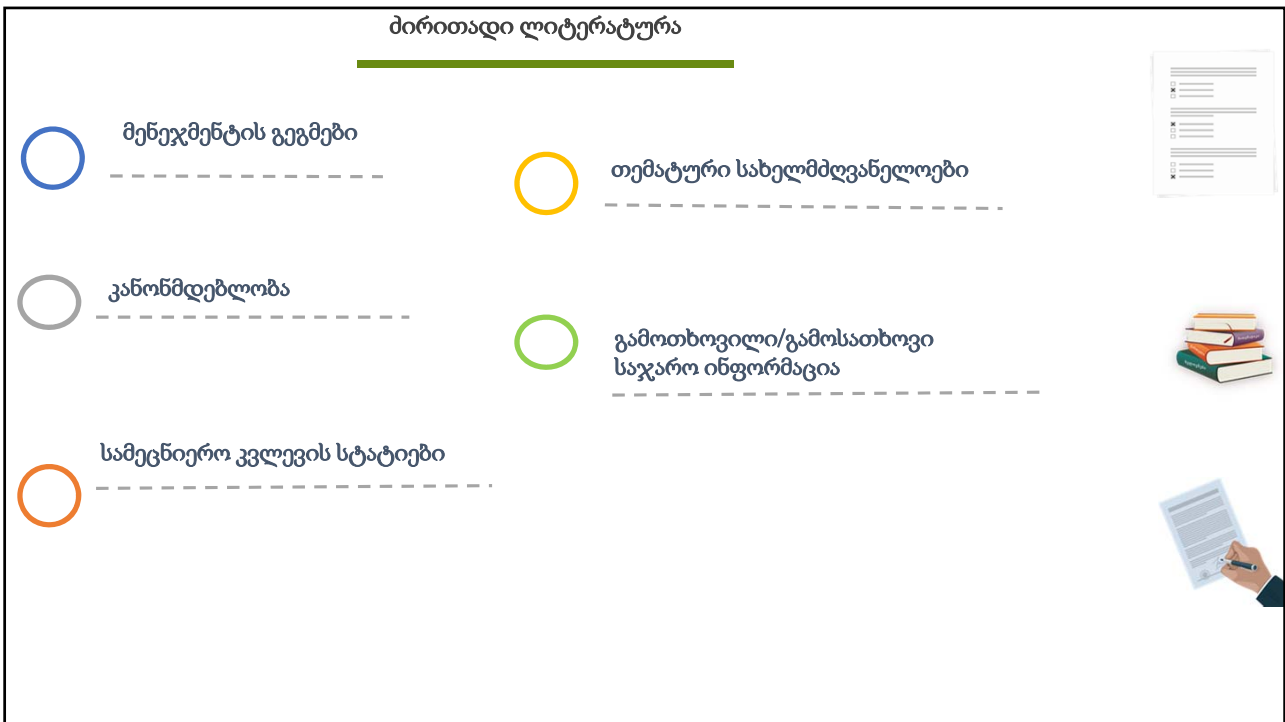 ძირითადი ლიტერატურა
მენეჯმენტის გეგმები
კანონმდებლობა
სამეცნიერო კვლევის სტატიები
თემატური სახელმძღვანელოები
გამოთხოვილი/გამოსათხოვი
საჯარო ინფორმაცია